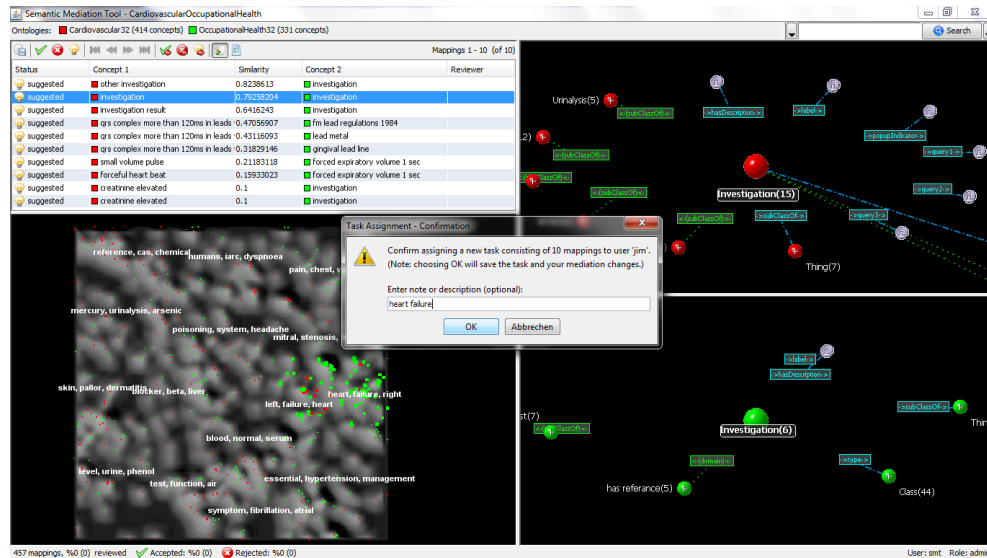 Semantic Mediation Tool - CardiovascularOccupationalHealth
Ontologies: Cardiovascular32 (414 concepts) OccupationalHealth32 (331 concepts)
Search
Mappings 1 - 10 (of 10)
Status Concept 1 Similarity Concept 2 Reviewer
suggested other investigation 0.8238613 investigation
suggested investigation 0.79258204 investigation
suggested investigation result 0.6416243 investigation
suggested qrs complex more than 120ms in leads 0.47056907 fm lead regulations 1984
suggested qrs complex more than 120ms in leads 0.43116093 lead metal
suggested qrs complex more than 120ms in leads 0.31829146 gingival lead line
suggested small volume pulse 0.21183118 forced expiratory volume 1 sec
suggested forceful heart beat 0.15933023 forced expiratory volume 1 sec
suggested creatinine elevated 0.1 investigation
suggested creatinine elevated 0.1 investigation
Urinalysis(5)
<-(subClassOf)<-
->hasDescription->
->label->
->popupIndicator->
->query1->
<-(subClassOf)<-
<-(subClassOf)<-
Investigation(15)
->query2->
<-(subClassOf)<-
->subClassOf->
->query3->
Thing(7)
Task Assignment - Confirmation
Confirm assigning a new task consisting of 10 mappings to user 'jim'.
(Note: choosing OK will save the task and your mediation changes.)
Enter note or description (optional):
heart failure
OK Abbrechen
reference, cas, chemical
humans, iarc, dyspnoea
pain, chest,
mercury, urinalysis, arsenic
poisoning, system, headache
mitral, stenosis,
skin, pallor, dermatitis
blocker, beta, liver
heart, failure, right
left, failure, heart
blood, normal, serum
level, urine, phenol
test, function, air
essential, hypertension, management
symptom, fibrillation, atrial
->label->
->hasDescription->
->subClassOf->
Investigation(6)
<-(domain)<-
->type->
has referance(5)
Class(44)
457 mappings, %0 (0) reviewed Accepted: %0 (0) Rejected: %0 (0)
User: smt Role: admin